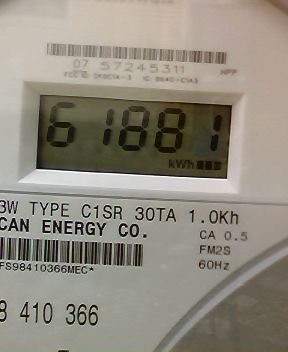 07 57245311
61881
kWh
3W TYPE C1SR 30TA 1.0Kh
CAN ENERGY CO.
CA 0.5
FM2S
FS98410366MEC*
60Hz
8 410 366